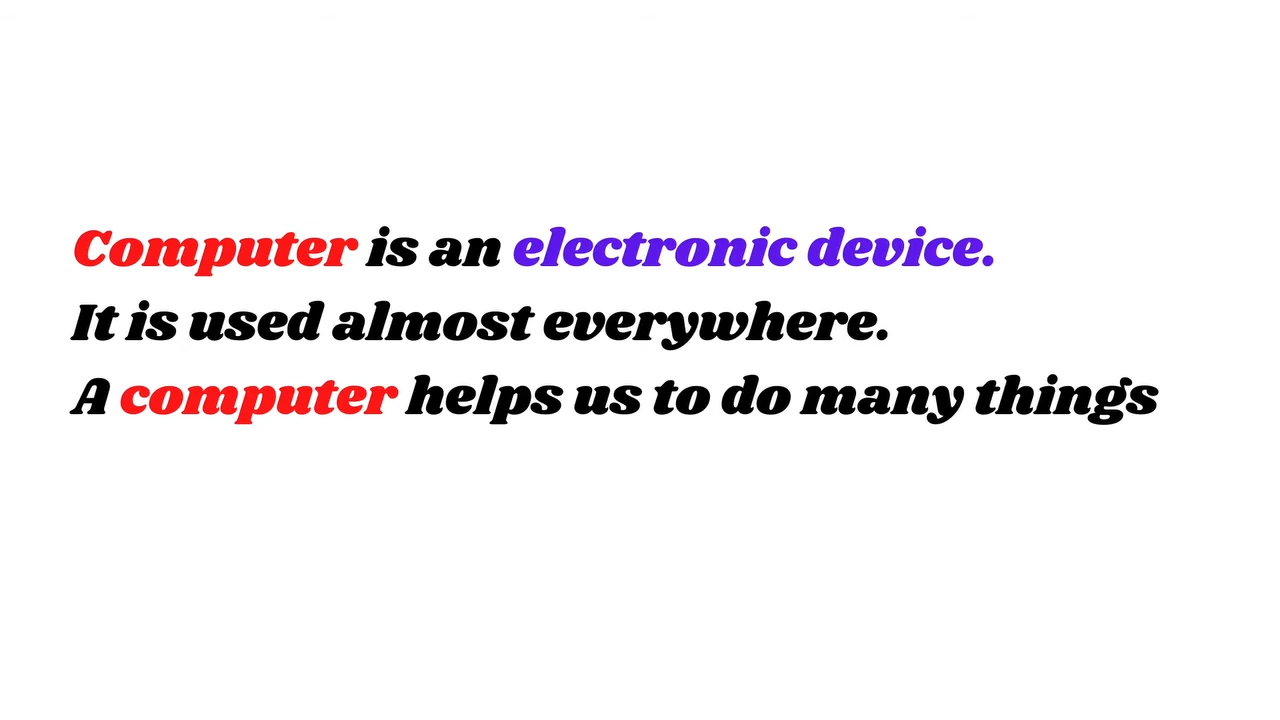 Computer is an electronic device.
It is used almost everywhere.
A computer helps us to do many things